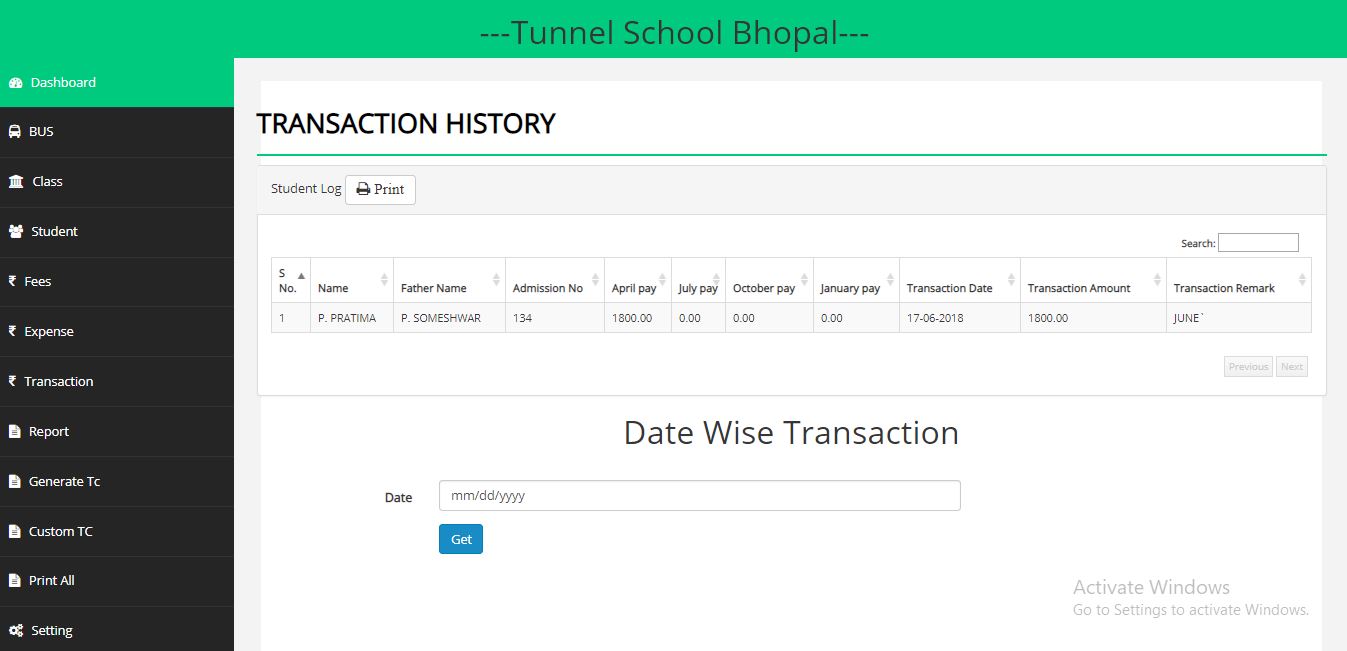 ---Tunnel School Bhopal---
Dashboard
BUS
Class
Student
Fees
Expense
Transaction
Report
Generate Tc
Custom TC
Print All
Setting
TRANSACTION HISTORY
Student Log Print
Search:
S No. Name Father Name Admission No April pay July pay October pay January pay Transaction Date Transaction Amount Transaction Remark
1 P. PRATIMA P. SOMESHWAR 134 1800.00 0.00 0.00 0.00 17-06-2018 1800.00 JUNE`
Previous Next
Date Wise Transaction
Date mm/dd/yyyy
Get
Activate Windows
Go to Settings to activate Windows.